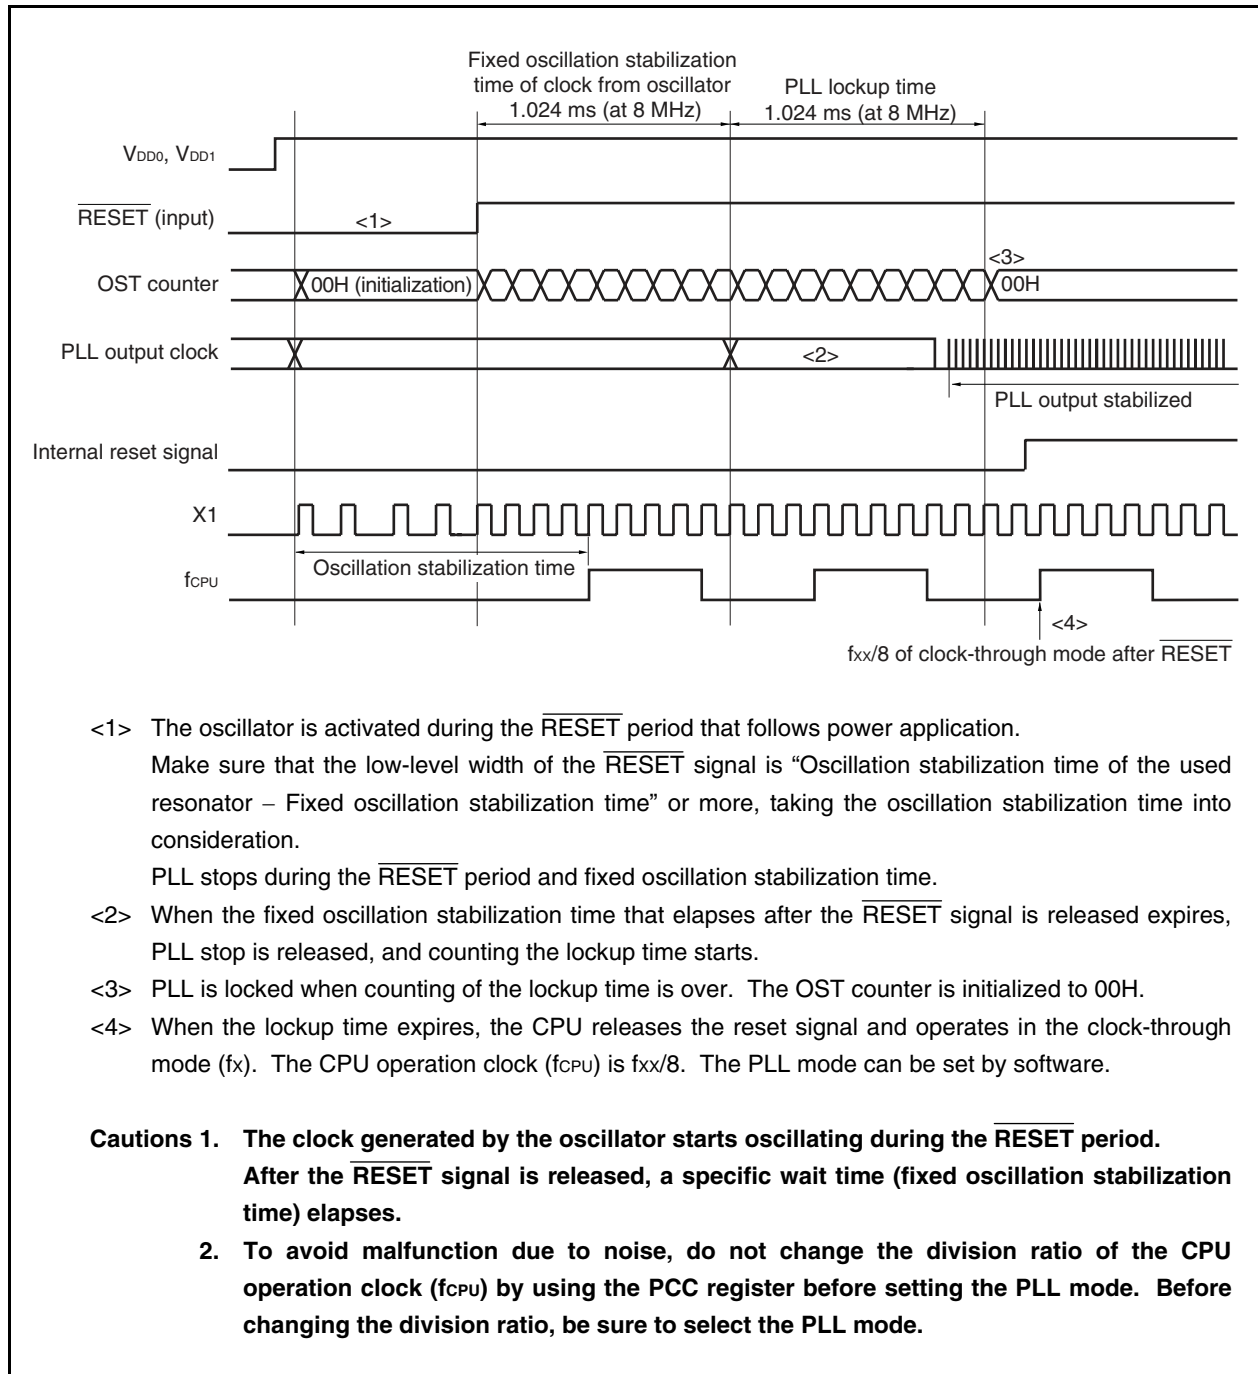 Fixed oscillation stabilization
time of clock from oscillator
1.024 ms (at 8 MHz)
PLL lockup time
1.024 ms (at 8 MHz)
VDD0, VDD1
RESET (input)
<1>
<3>
OST counter
00H (initialization)
00H
PLL output clock
<2>
PLL output stabilized
Internal reset signal
X1
Oscillation stabilization time
fCPU
<4>
fxx/8 of clock-through mode after RESET
<1> The oscillator is activated during the RESET period that follows power application.
Make sure that the low-level width of the RESET signal is “Oscillation stabilization time of the used
resonator – Fixed oscillation stabilization time” or more, taking the oscillation stabilization time into
consideration.
PLL stops during the RESET period and fixed oscillation stabilization time.
<2> When the fixed oscillation stabilization time that elapses after the RESET signal is released expires,
PLL stop is released, and counting the lockup time starts.
<3> PLL is locked when counting of the lockup time is over. The OST counter is initialized to 00H.
<4> When the lockup time expires, the CPU releases the reset signal and operates in the clock-through
mode (fx). The CPU operation clock (fCPU) is fxx/8. The PLL mode can be set by software.
Cautions 1. The clock generated by the oscillator starts oscillating during the RESET period.
After the RESET signal is released, a specific wait time (fixed oscillation stabilization
time) elapses.
2. To avoid malfunction due to noise, do not change the division ratio of the CPU
operation clock (fCPU) by using the PCC register before setting the PLL mode. Before
changing the division ratio, be sure to select the PLL mode.